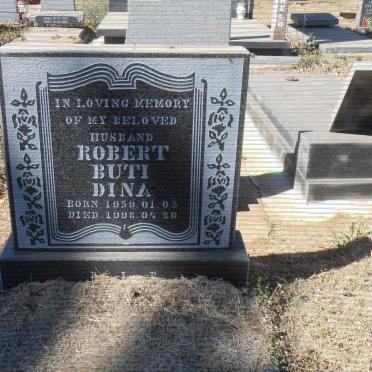 IN LOVING MEMORY
OF MY BELOVED
HUSBAND
ROBERT
BUTI
DINA
BORN 1959.01.05
DIED 1998.04.20
R.I.P.